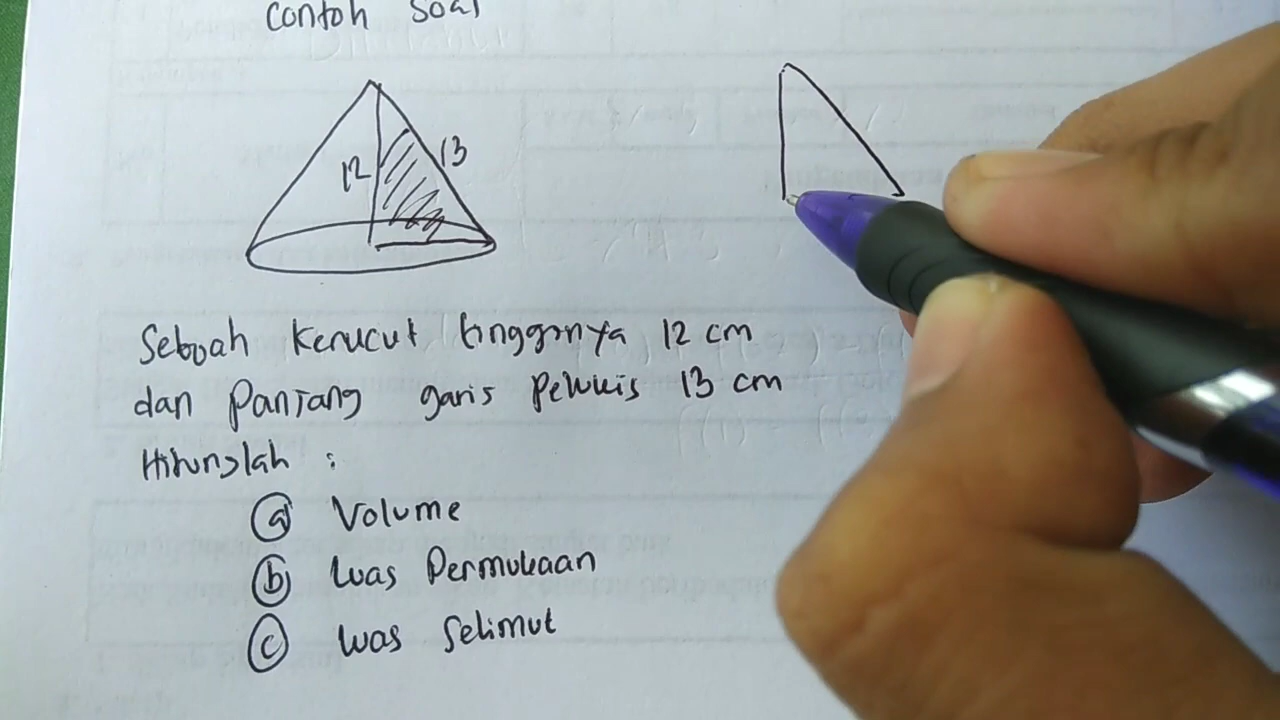 Contoh Soal
12
13
Sebuah Kerucut tingginya 12 cm
dan Panjang garis Pelukis 13 cm
Hitunglah :
a Volume
b Luas Permukaan
c Luas Selimut